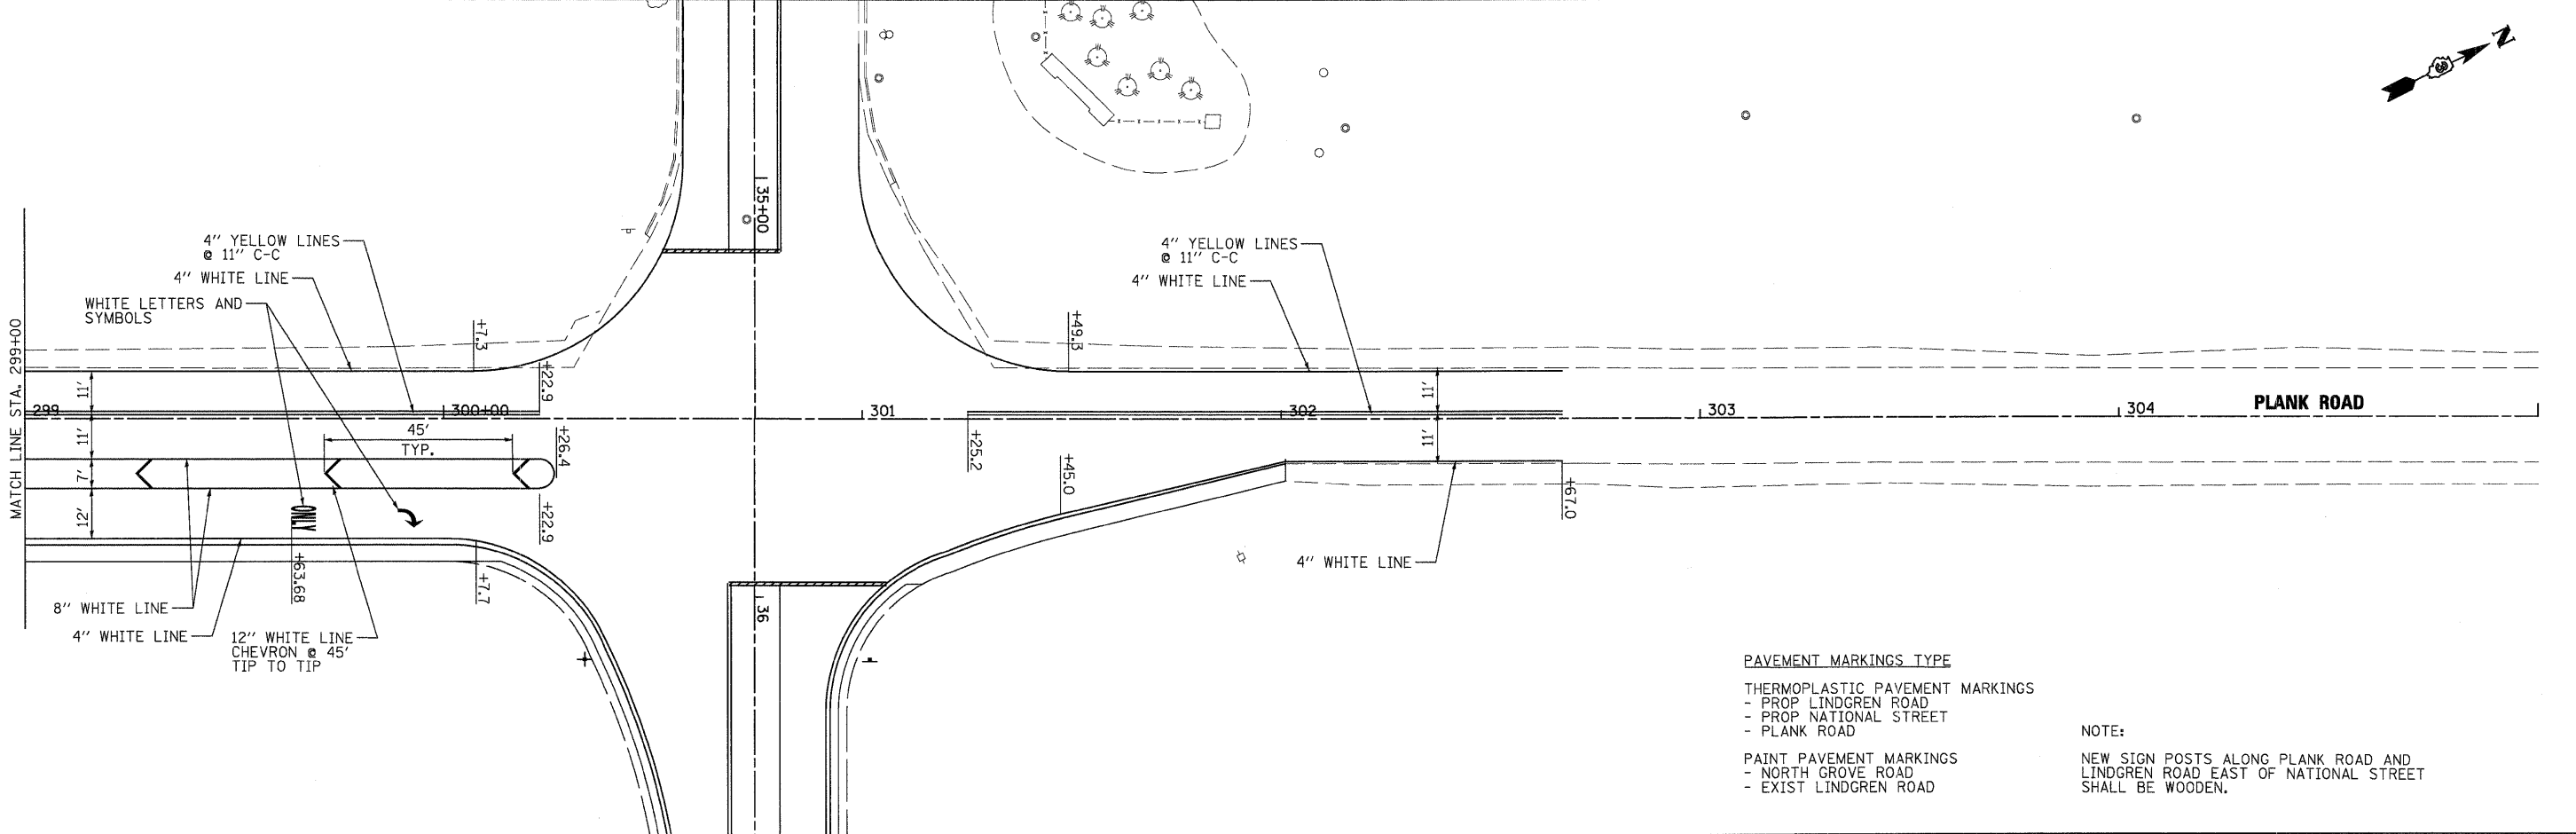 N
35+00
4" YELLOW LINES
@ 11" C-C
4" WHITE LINE
WHITE LETTERS AND
SYMBOLS
4" YELLOW LINES
@ 11" C-C
4" WHITE LINE
MATCH LINE STA. 299+00
+7.3
+22.9
+49.3
11'
11'
299
300+00
301
302
303
304
PLANK ROAD
11'
45'
TYP.
+26.4
+25.2
11'
7'
+45.0
+67.0
12'
ONLY
+22.9
+63.68
+7.7
4" WHITE LINE
8" WHITE LINE
36
4" WHITE LINE
12" WHITE LINE
CHEVRON @ 45'
TIP TO TIP
PAVEMENT MARKINGS TYPE
THERMOPLASTIC PAVEMENT MARKINGS
- PROP LINDGREN ROAD
- PROP NATIONAL STREET
- PLANK ROAD
PAINT PAVEMENT MARKINGS
- NORTH GROVE ROAD
- EXIST LINDGREN ROAD
NOTE:
NEW SIGN POSTS ALONG PLANK ROAD AND
LINDGREN ROAD EAST OF NATIONAL STREET
SHALL BE WOODEN.